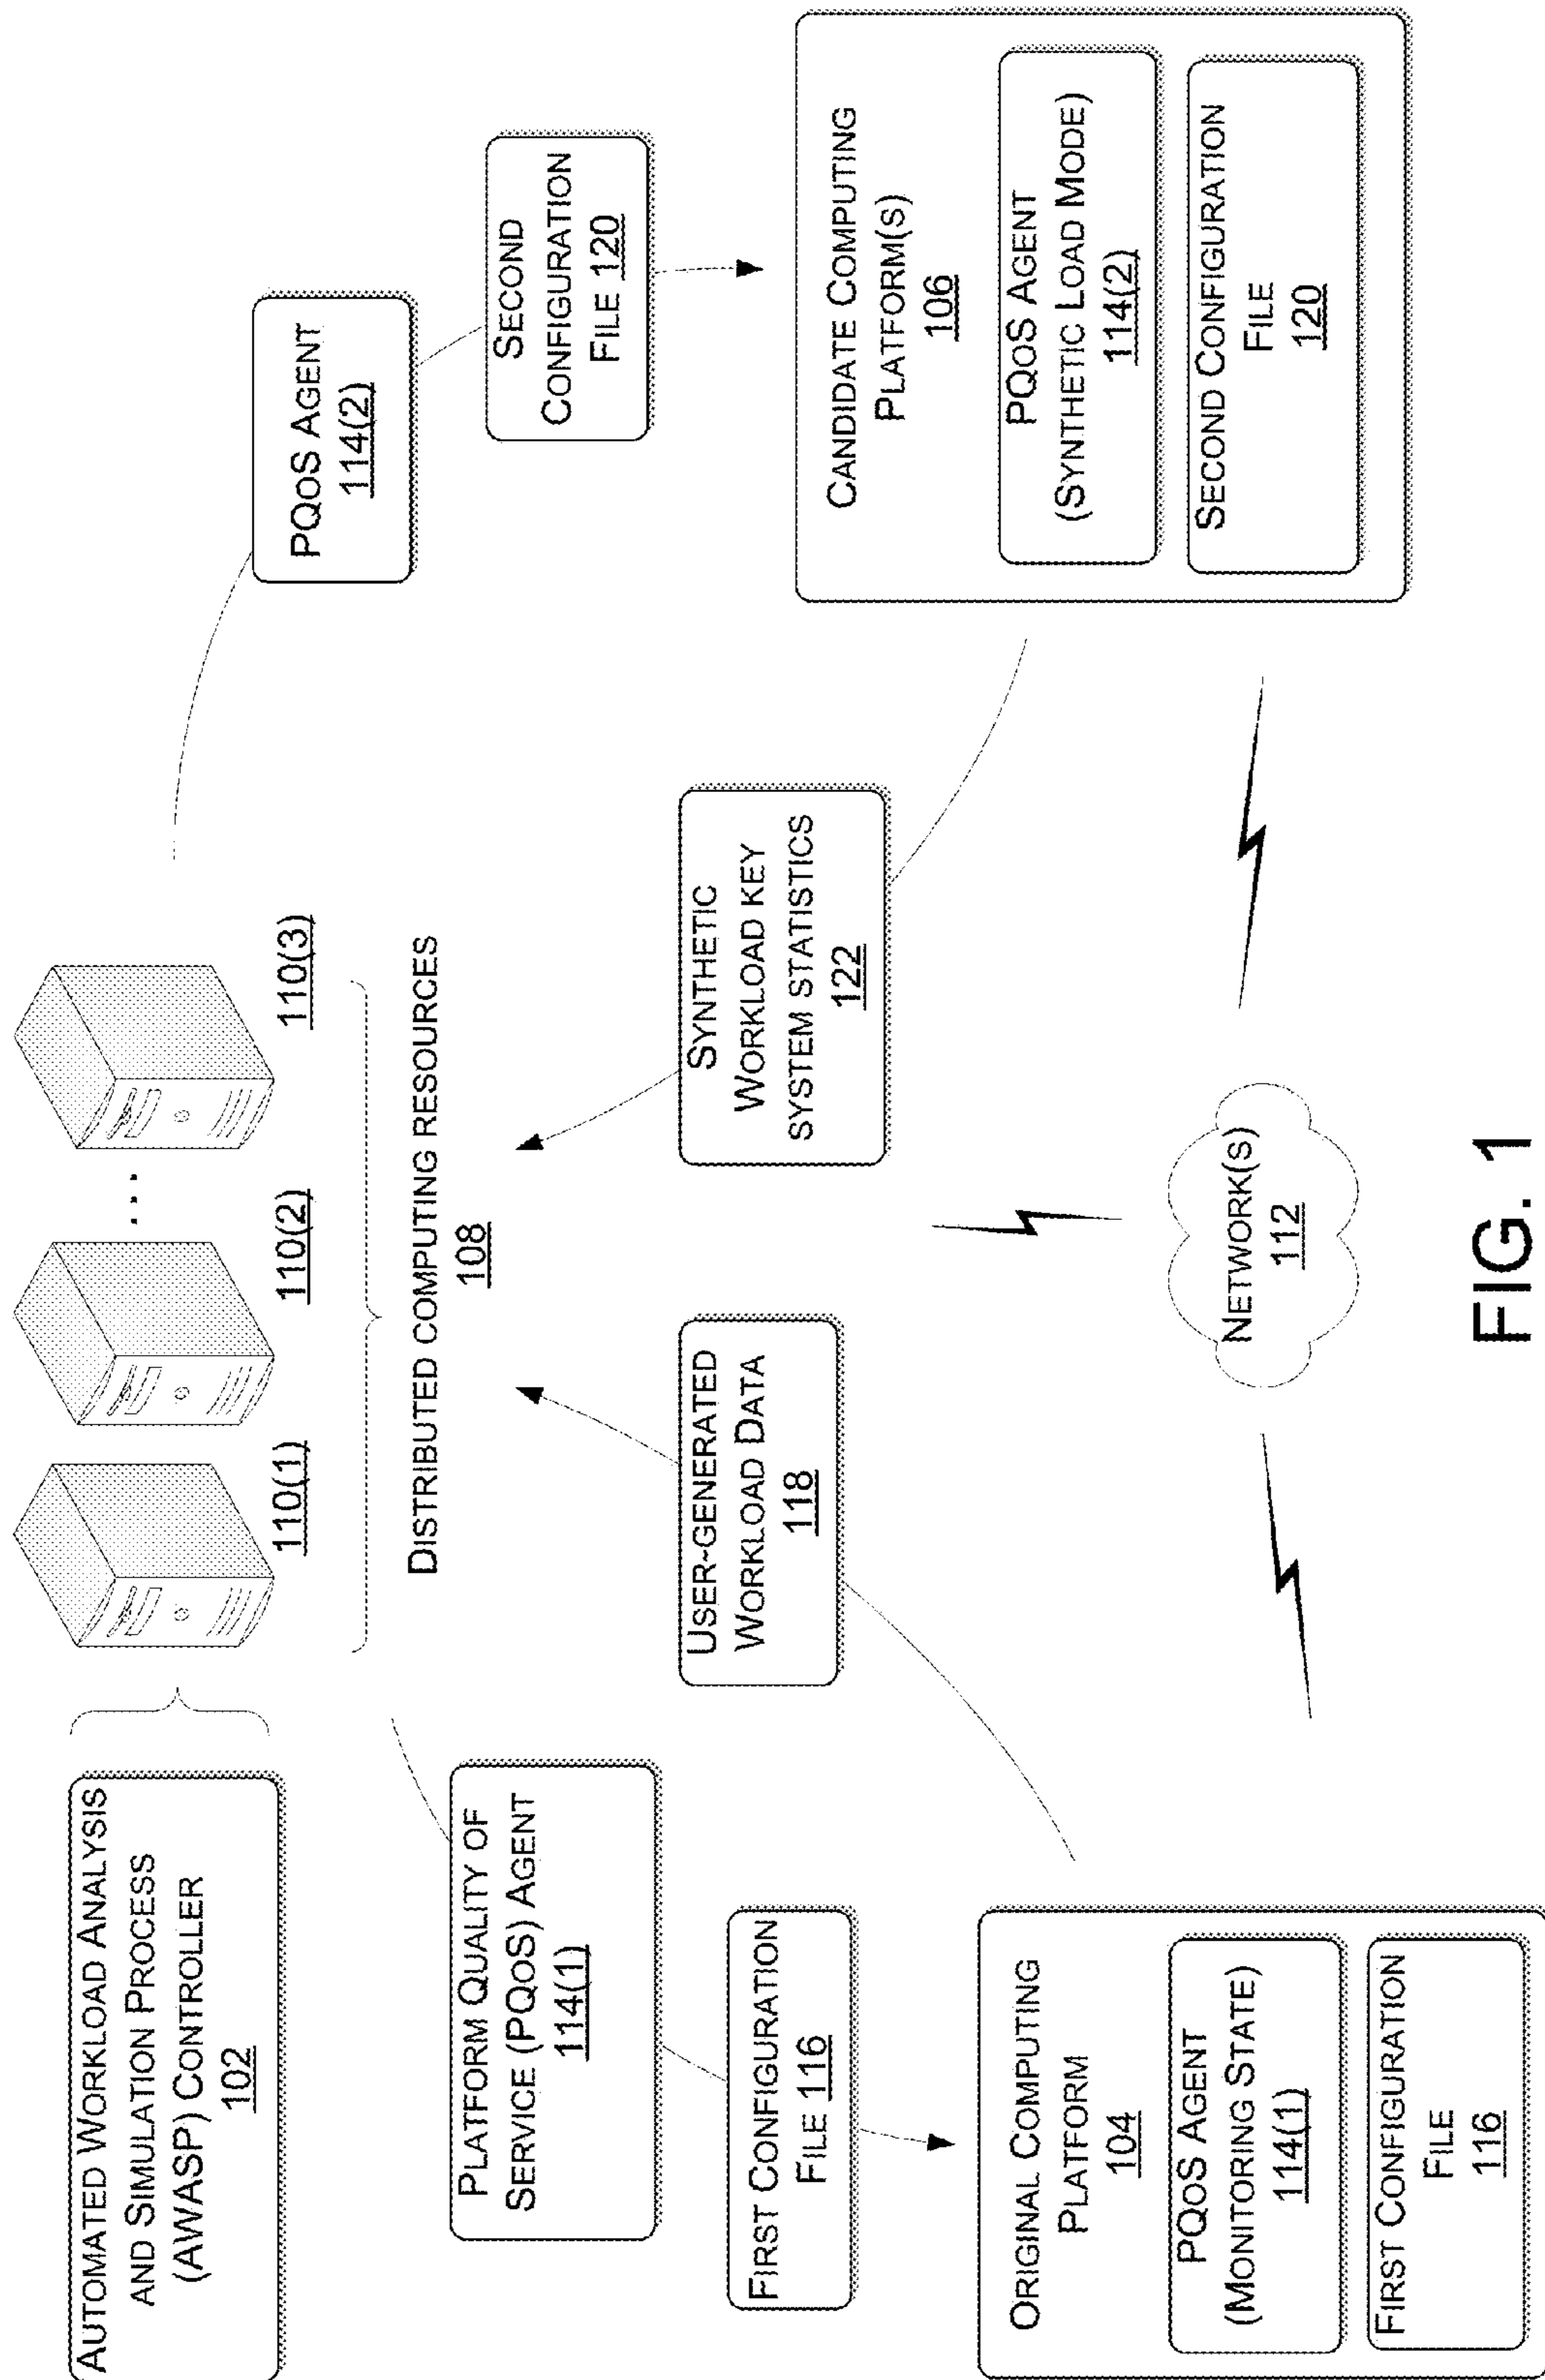 AUTOMATED WORKLOAD ANALYSIS
AND SIMULATION PROCESS
(AWASP) CONTROLLER
102
110(1)
110(2)
...
110(3)
DISTRIBUTED COMPUTING RESOURCES
108
PLATFORM QUALITY OF
SERVICE (PQOS) AGENT
114(1)
FIRST CONFIGURATION
FILE 116
ORIGINAL COMPUTING
PLATFORM
104
PQOS AGENT
(MONITORING STATE)
114(1)
FIRST CONFIGURATION
FILE
116
USER-GENERATED
WORKLOAD DATA
118
SYNTHETIC
WORKLOAD KEY
SYSTEM STATISTICS
122
PQOS AGENT
114(2)
SECOND
CONFIGURATION
FILE 120
CANDIDATE COMPUTING
PLATFORM(S)
106
PQOS AGENT
(SYNTHETIC LOAD MODE)
114(2)
SECOND CONFIGURATION
FILE
120
NETWORK(S)
112
FIG. 1